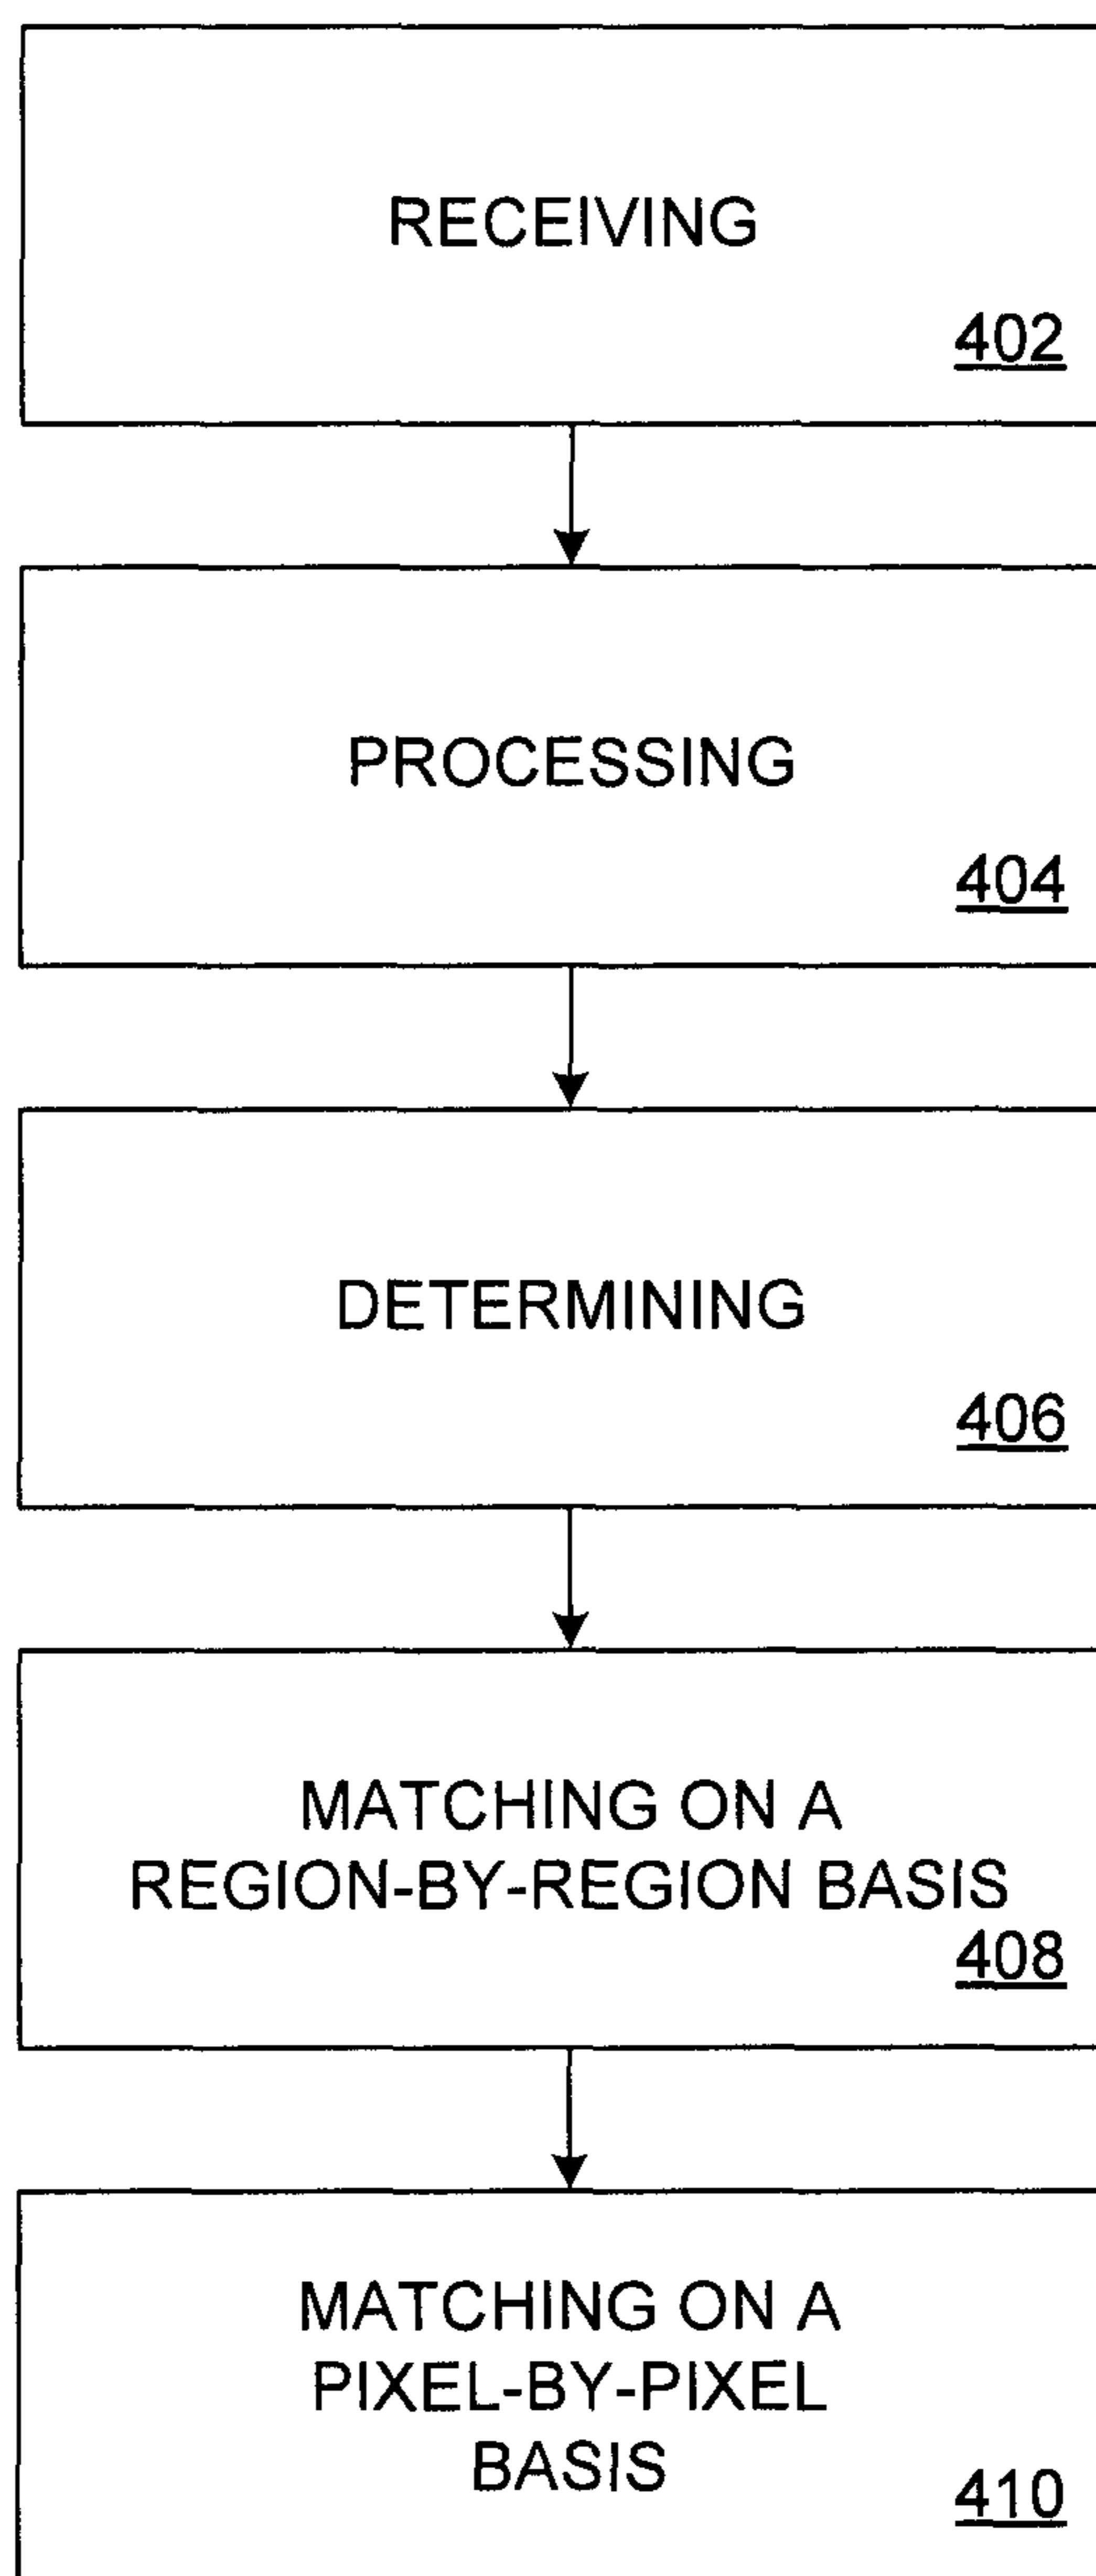 RECEIVING
402
PROCESSING
404
DETERMINING
406
MATCHING ON A
REGION-BY-REGION BASIS
408
MATCHING ON A
PIXEL-BY-PIXEL
BASIS
410